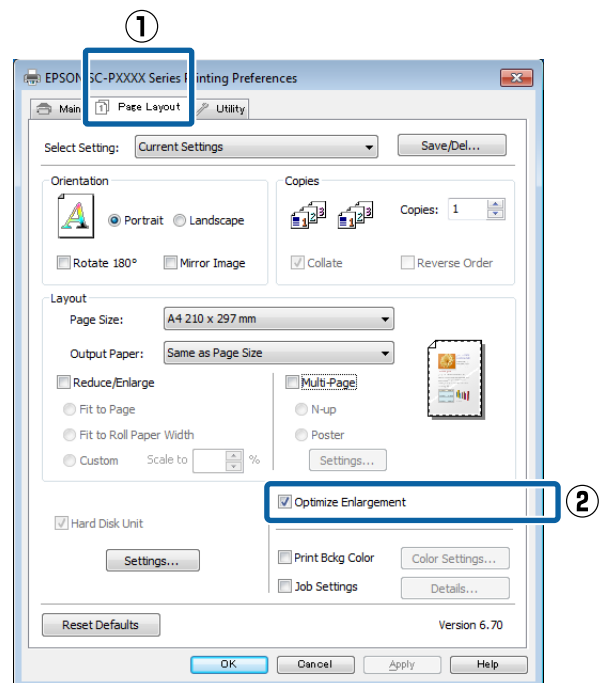 ①
EPSON SC-PXXXX Series Printing Preferences
Main Page Layout Utility
Select Setting: Current Settings Save/Del...
Orientation Copies
Portrait Landscape Copies: 1
Rotate 180° Mirror Image Collate Reverse Order
Layout
Page Size: A4 210 x 297 mm
Output Paper: Same as Page Size
Reduce/Enlarge Multi-Page
Fit to Page N-up
Fit to Roll Paper Width Poster
Custom Scale to % Settings...
Optimize Enlargement ②
Hard Disk Unit
Settings... Print Bckg Color Color Settings...
Job Settings Details...
Reset Defaults Version 6.70
OK Cancel Apply Help